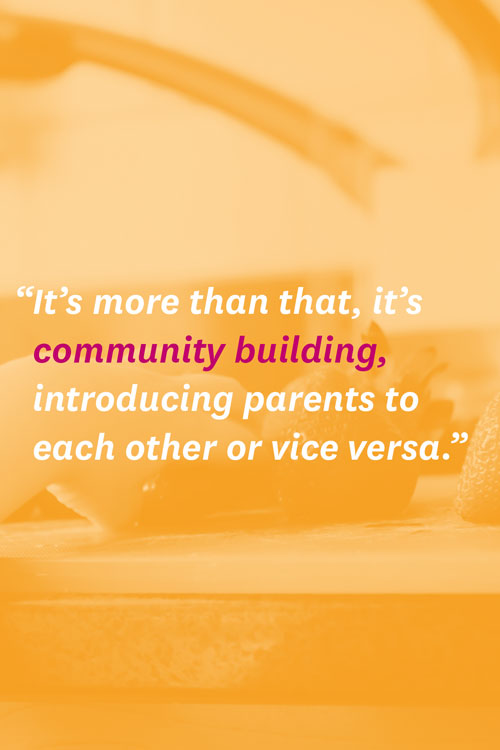 “It’s more than that, it’s
community building,
introducing parents to
each other or vice versa.”